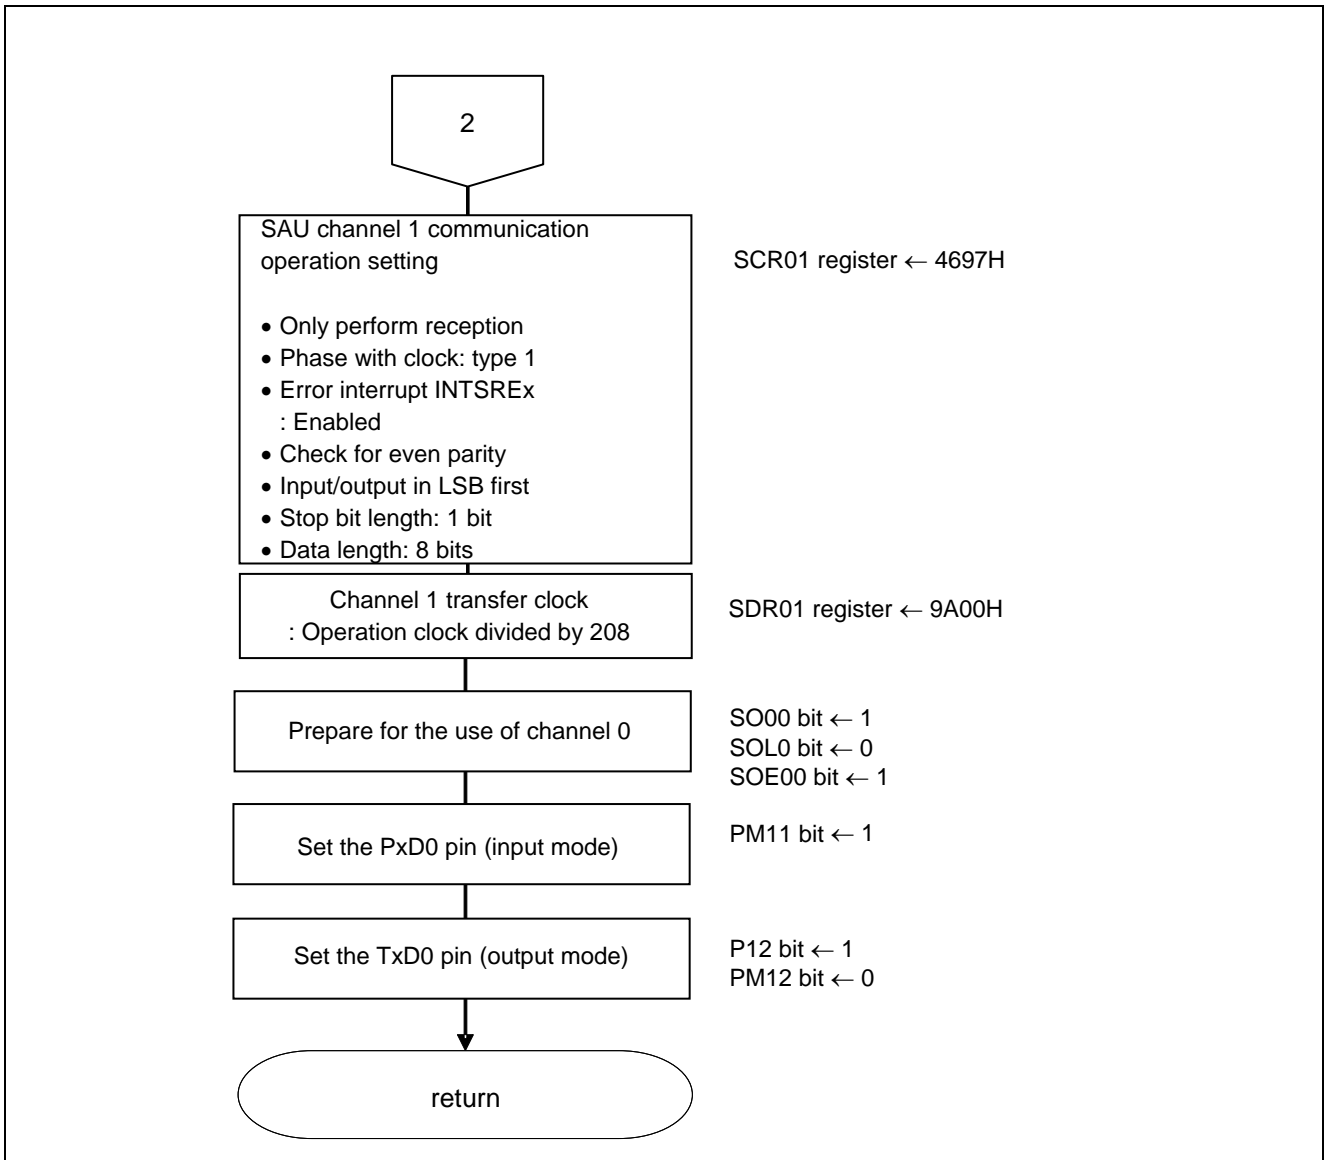 2
SAU channel 1 communication
operation setting
SCR01 register ← 4697H
• Only perform reception
• Phase with clock: type 1
• Error interrupt INTSREx
: Enabled
• Check for even parity
• Input/output in LSB first
• Stop bit length: 1 bit
• Data length: 8 bits
Channel 1 transfer clock
: Operation clock divided by 208
SDR01 register ← 9A00H
Prepare for the use of channel 0
SO00 bit ← 1
SOL0 bit ← 0
SOE00 bit ← 1
Set the PxD0 pin (input mode)
PM11 bit ← 1
Set the TxD0 pin (output mode)
P12 bit ← 1
PM12 bit ← 0
return